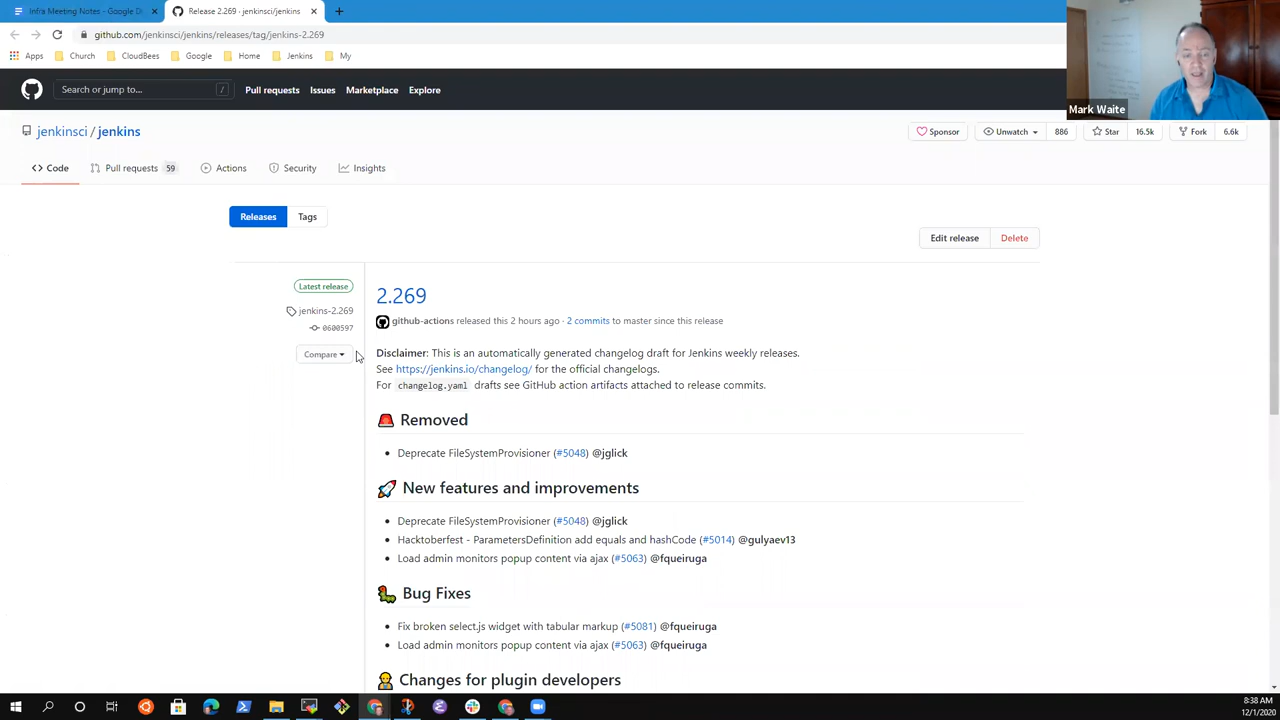 Infra Meeting Notes - Google D
Release 2.269 · jenkinsci/jenkins
github.com/jenkinsci/jenkins/releases/tag/jenkins-2.269
Apps
Church
CloudBees
Google
Home
Jenkins
My
Mark Waite
Search or jump to...
/
Pull requests
Issues
Marketplace
Explore
jenkinsci / jenkins
Sponsor
Unwatch
886
Star
16.5k
Fork
6.6k
Code
Pull requests 59
Actions
Security
Insights
Releases
Tags
Edit release
Delete
Latest release
jenkins-2.269
0600597
Compare
2.269
github-actions released this 2 hours ago · 2 commits to master since this release
Disclaimer: This is an automatically generated changelog draft for Jenkins weekly releases.
See https://jenkins.io/changelog/ for the official changelogs.
For changelog.yaml drafts see GitHub action artifacts attached to release commits.
Removed
• Deprecate FileSystemProvisioner (#5048) @jglick
New features and improvements
• Deprecate FileSystemProvisioner (#5048) @jglick
• Hacktoberfest - ParametersDefinition add equals and hashCode (#5014) @gulyaev13
• Load admin monitors popup content via ajax (#5063) @fqueiruga
Bug Fixes
• Fix broken select.js widget with tabular markup (#5081) @fqueiruga
• Load admin monitors popup content via ajax (#5063) @fqueiruga
Changes for plugin developers
8:38 AM
12/1/2020